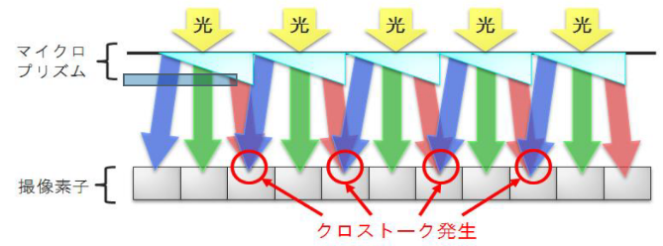 光 光 光 光 光
マイクロ
プリズム
撮像素子
クロストーク発生